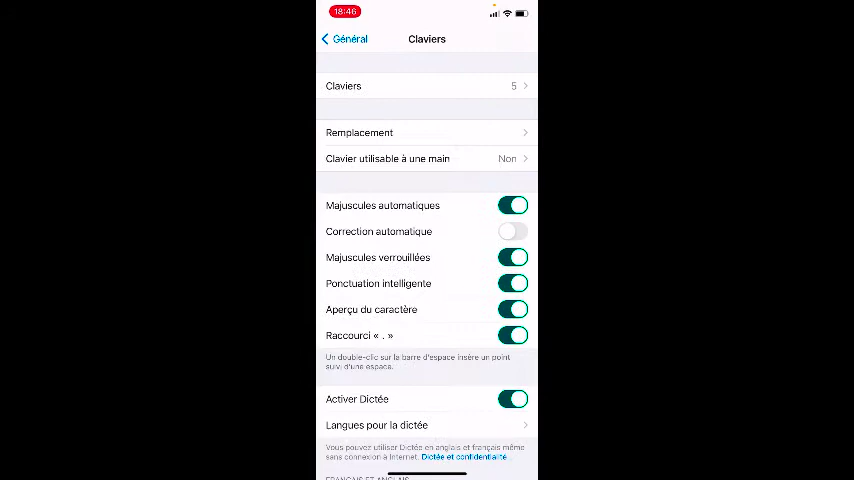 18:46
Général
Claviers
Claviers 5
Remplacement
Clavier utilisable à une main Non
Majuscules automatiques
Correction automatique
Majuscules verrouillées
Ponctuation intelligente
Aperçu du caractère
Raccourci « . »
Un double-clic sur la barre d'espace insère un point
suivi d'une espace.
Activer Dictée
Langues pour la dictée
Vous pouvez utiliser Dictée en anglais et français même
sans connexion à Internet. Dictée et confidentialité
FRANÇAIS ET ANGLAIS